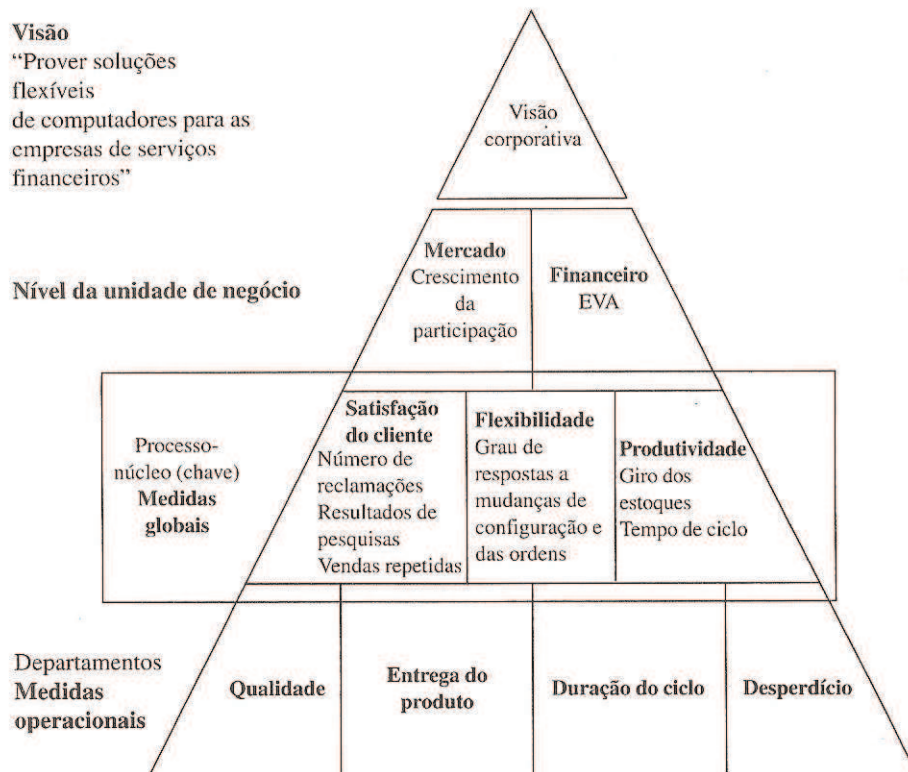 Visão
“Prover soluções
flexíveis
de computadores para as
empresas de serviços
financeiros”
Visão
corporativa
Nível da unidade de negócio
Mercado
Crescimento
da
participação
Financeiro
EVA
Processo-
núcleo (chave)
Medidas
globais
Satisfação
do cliente
Número de
reclamações
Resultados de
pesquisas
Vendas repetidas
Flexibilidade
Grau de
respostas a
mudanças de
configuração e
das ordens
Produtividade
Giro dos
estoques
Tempo de ciclo
Departamentos
Medidas
operacionais
Qualidade
Entrega do
produto
Duração do ciclo
Desperdício